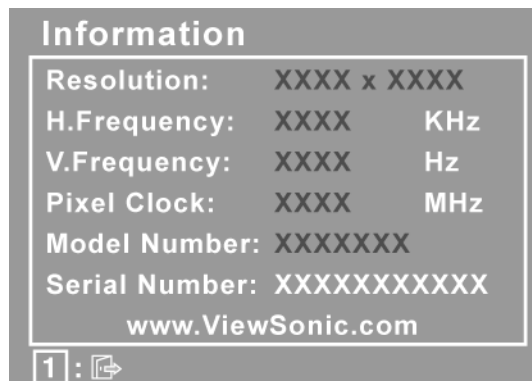 Information
Resolution: XXXX x XXXX
H.Frequency: XXXX KHz
V.Frequency: XXXX Hz
Pixel Clock: XXXX MHz
Model Number: XXXXXXX
Serial Number: XXXXXXXXXXX
www.ViewSonic.com
1 :